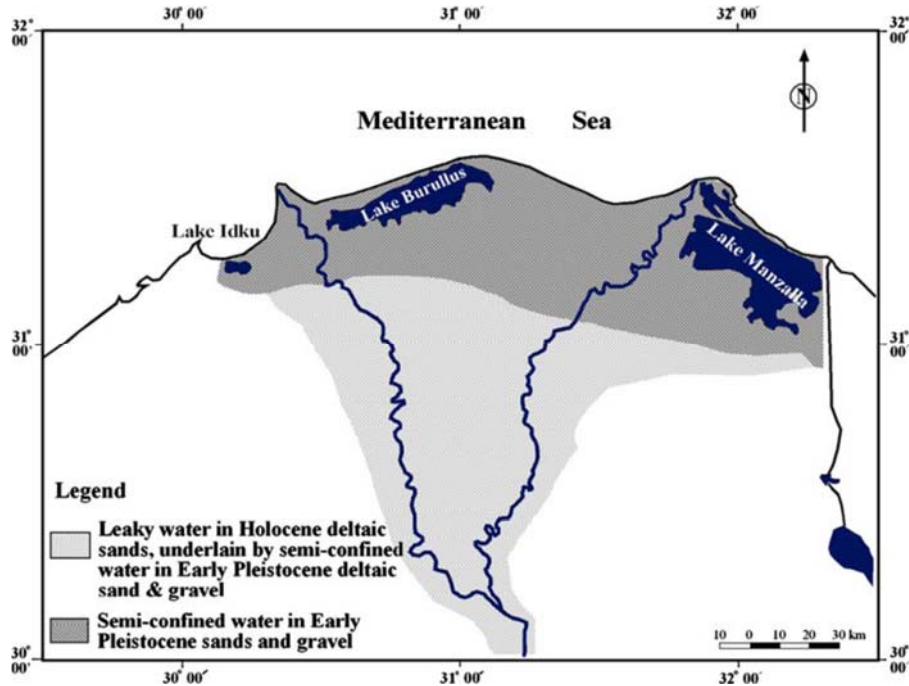 30° 00′ 31° 00′ 32° 00′
32° 00′ 32° 00′
N
Mediterranean Sea
Lake Burullus
Lake Idku
Lake Manzalla
31° 00′ 31° 00′
Legend
Leaky water in Holocene deltaic
sands, underlain by semi-confined
water in Early Pleistocene deltaic
sand & gravel
Semi-confined water in Early
Pleistocene sands and gravel
10 0 10 20 30 km
30° 00′ 30° 00′
30° 00′ 31° 00′ 32° 00′